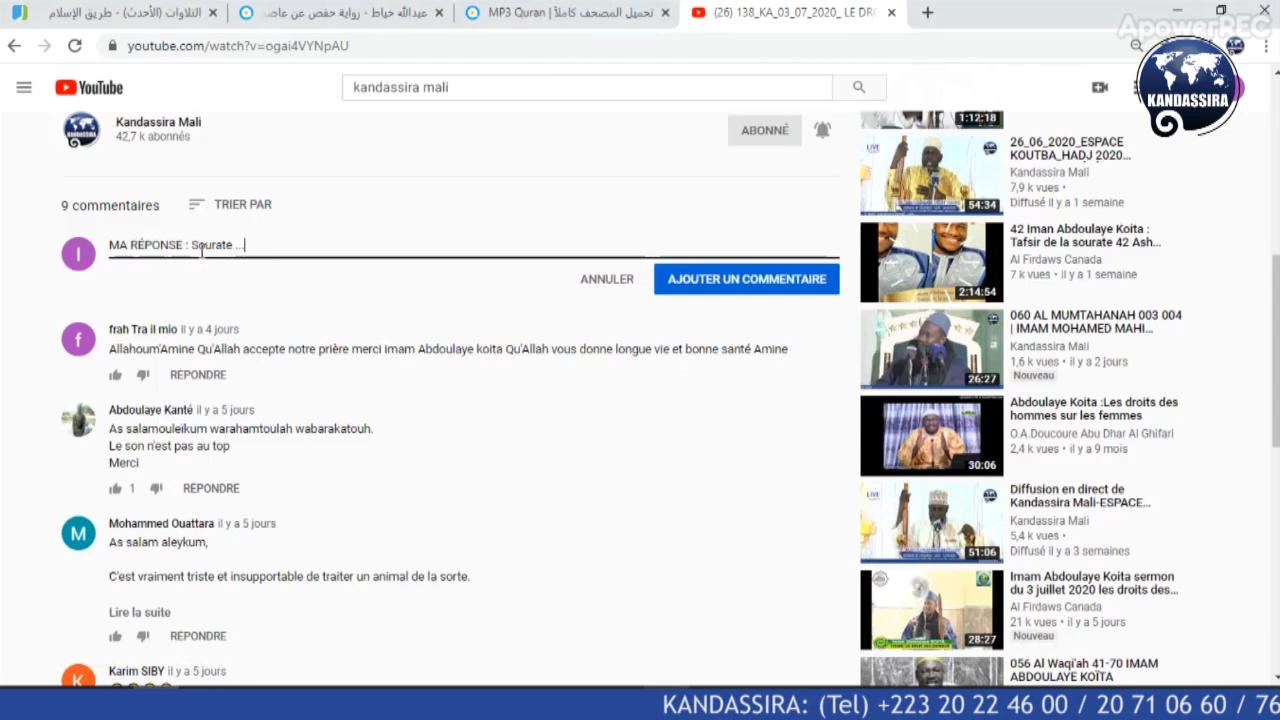 التلاوات (الأحدث) - طريق الإسلام
عبدالله خياط - رواية حفص عن عاصم
MP3 Quran | تحميل المصحف كاملاً
(26) 138_KA_03_07_2020_ LE DRO
ApowerREC
youtube.com/watch?v=ogai4VYNpAU
YouTube
kandassira mali
KANDASSIRA
Kandassira Mali
42,7 k abonnés
ABONNÉ
9 commentaires
TRIER PAR
I
MA RÉPONSE : Sourate ...
ANNULER
AJOUTER UN COMMENTAIRE
f
frah Tra il mio il y a 4 jours
Allahoum'Amine Qu'Allah accepte notre prière merci imam Abdoulaye koita Qu'Allah vous donne longue vie et bonne santé Amine
RÉPONDRE
Abdoulaye Kanté il y a 5 jours
As salamouleïkum warahamtoulah wabarakatouh.
Le son n'est pas au top
Merci
1
RÉPONDRE
M
Mohammed Ouattara il y a 5 jours
As salam aleykum,
C'est vraiment triste et insupportable de traiter un animal de la sorte.
Lire la suite
RÉPONDRE
K
Karim SIBY il y a 5 jours
1:12:18
LIVE
54:34
26_06_2020_ESPACE
KOUTBA_HADJ 2020...
Kandassira Mali
7,9 k vues •
Diffusé il y a 1 semaine
2:14:54
42 Iman Abdoulaye Koita :
Tafsir de la sourate 42 Ash...
Al Firdaws Canada
7 k vues • il y a 1 semaine
26:27
060 AL MUMTAHANAH 003 004
| IMAM MOHAMED MAHI...
Kandassira Mali
1,6 k vues • il y a 2 jours
Nouveau
30:06
Abdoulaye Koita :Les droits des
hommes sur les femmes
O.A.Doucoure Abu Dhar Al Ghifari
2,4 k vues • il y a 9 mois
LIVE
51:06
Diffusion en direct de
Kandassira Mali-ESPACE...
Kandassira Mali
5,4 k vues •
Diffusé il y a 3 semaines
28:27
Imam Abdoulaye Koita sermon
du 3 juillet 2020 les droits des...
Al Firdaws Canada
21 k vues • il y a 5 jours
Nouveau
056 Al Waqi'ah 41-70 IMAM
ABDOULAYE KOÏTA
KANDASSIRA: (Tel) +223 20 22 46 00 / 20 71 06 60 / 76